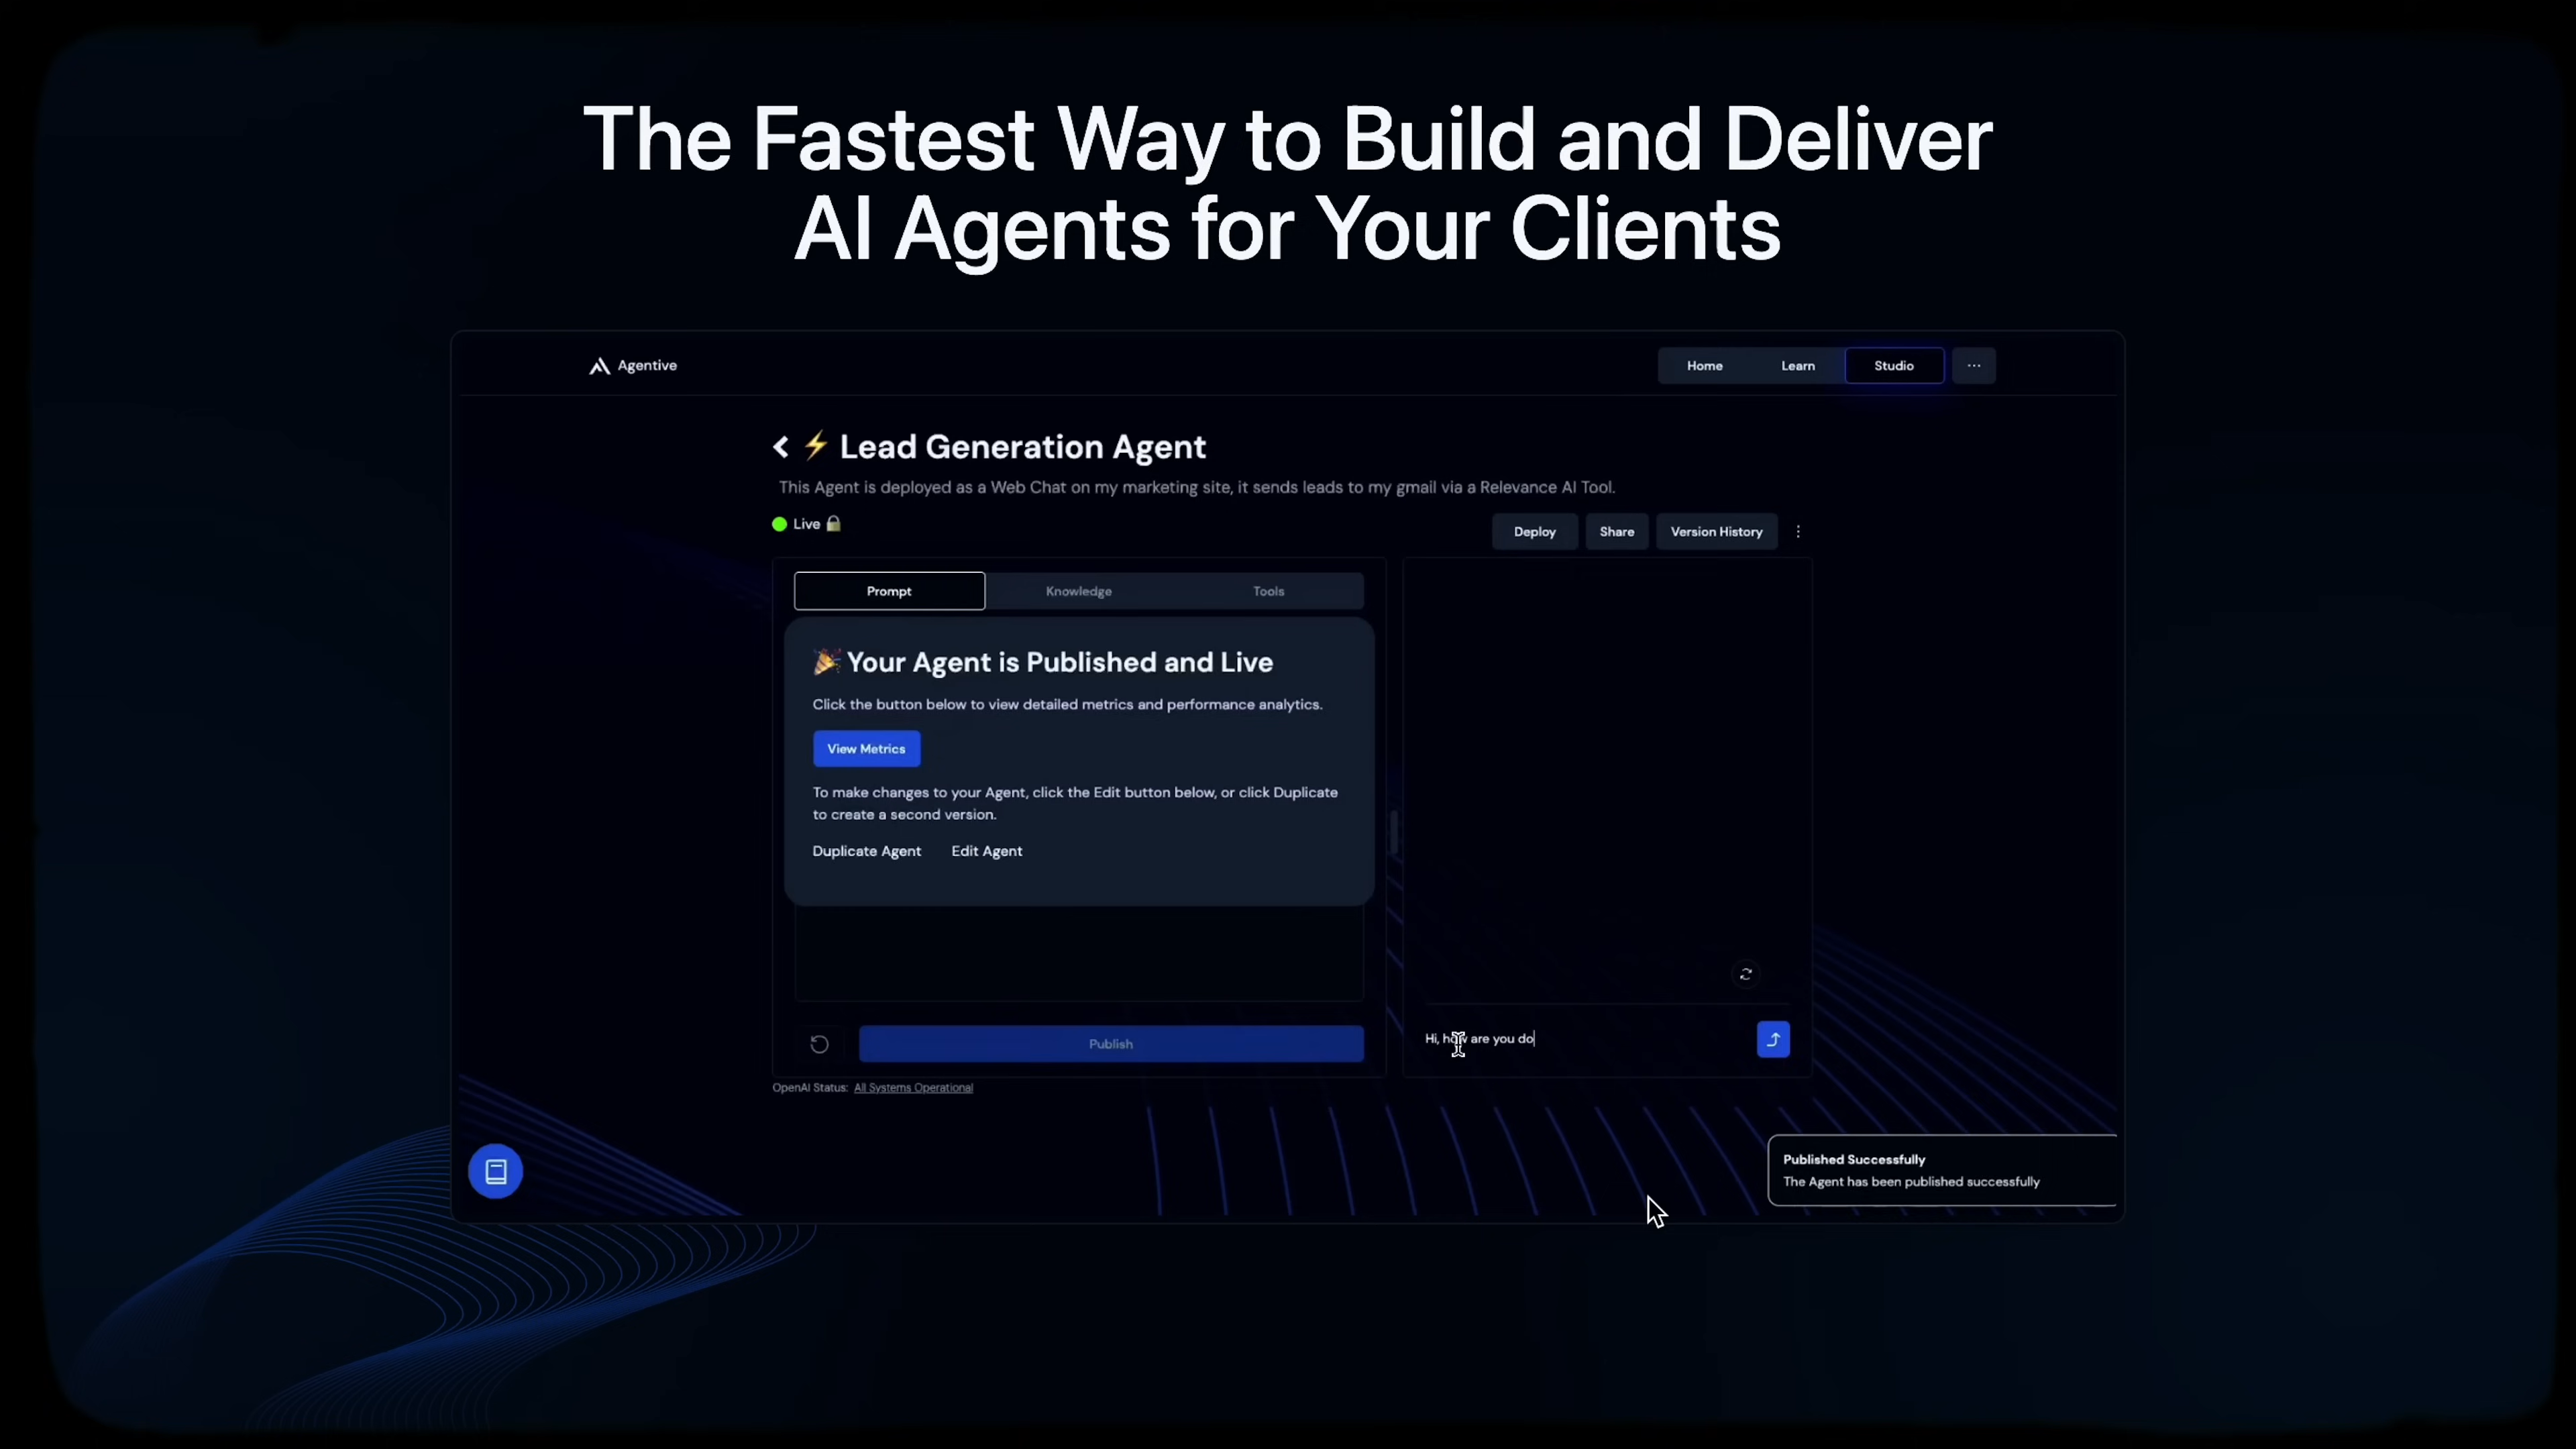 The Fastest Way to Build and Deliver
AI Agents for Your Clients
Agentive
Home
Learn
Studio
Lead Generation Agent
This Agent is deployed as a Web Chat on my marketing site, it sends leads to my gmail via a Relevance AI Tool.
Live
Deploy
Share
Version History
Prompt
Knowledge
Tools
Your Agent is Published and Live
Click the button below to view detailed metrics and performance analytics.
View Metrics
To make changes to your Agent, click the Edit button below, or click Duplicate
to create a second version.
Duplicate Agent
Edit Agent
Hi, how are you do
Publish
OpenAI Status: All Systems Operational
Published Successfully
The Agent has been published successfully